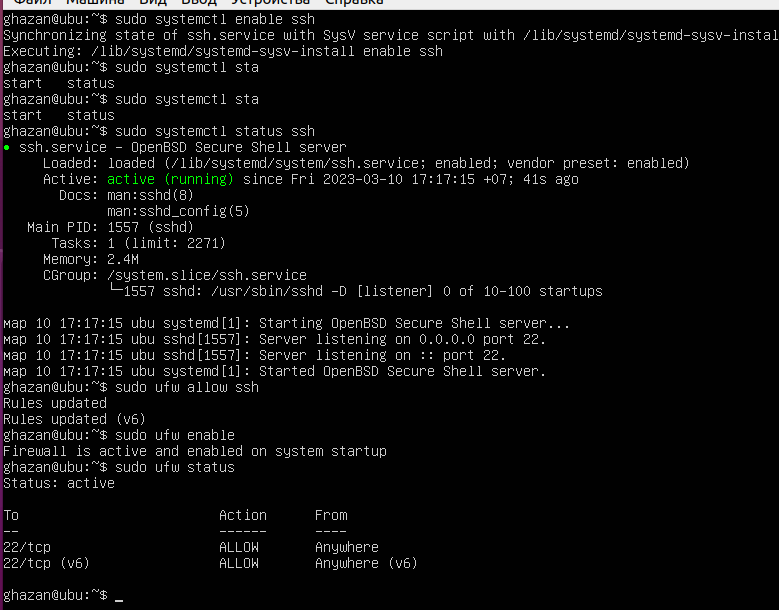 Файл Машина Вид Ввод Устройства Справка
ghazan@ubu:~$ sudo systemctl enable ssh
Synchronizing state of ssh.service with SysV service script with /lib/systemd/systemd-sysv-instal
Executing: /lib/systemd/systemd-sysv-install enable ssh
ghazan@ubu:~$ sudo systemctl sta
start   status
ghazan@ubu:~$ sudo systemctl sta
start   status
ghazan@ubu:~$ sudo systemctl status ssh
● ssh.service - OpenBSD Secure Shell server
     Loaded: loaded (/lib/systemd/system/ssh.service; enabled; vendor preset: enabled)
     Active: active (running) since Fri 2023-03-10 17:17:15 +07; 41s ago
       Docs: man:sshd(8)
             man:sshd_config(5)
   Main PID: 1557 (sshd)
      Tasks: 1 (limit: 2271)
     Memory: 2.4M
     CGroup: /system.slice/ssh.service
             └─1557 sshd: /usr/sbin/sshd -D [listener] 0 of 10-100 startups
мар 10 17:17:15 ubu systemd[1]: Starting OpenBSD Secure Shell server...
мар 10 17:17:15 ubu sshd[1557]: Server listening on 0.0.0.0 port 22.
мар 10 17:17:15 ubu sshd[1557]: Server listening on :: port 22.
мар 10 17:17:15 ubu systemd[1]: Started OpenBSD Secure Shell server.
ghazan@ubu:~$ sudo ufw allow ssh
Rules updated
Rules updated (v6)
ghazan@ubu:~$ sudo ufw enable
Firewall is active and enabled on system startup
ghazan@ubu:~$ sudo ufw status
Status: active
To                         Action      From
--                         ------      ----
22/tcp                     ALLOW       Anywhere
22/tcp (v6)                ALLOW       Anywhere (v6)
ghazan@ubu:~$ _